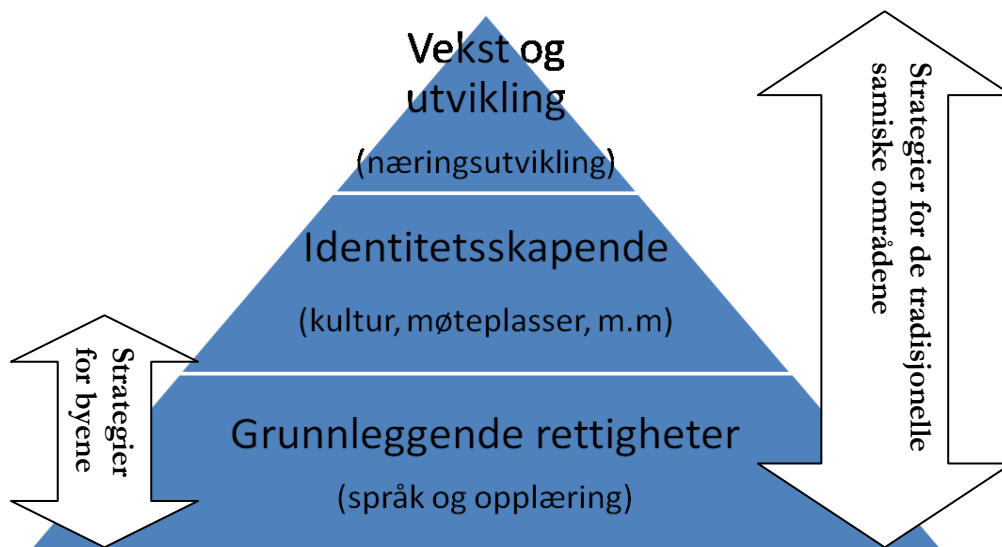 Vekst og
utvikling
(næringsutvikling)
Identitetsskapende
(kultur, møteplasser, m.m)
Grunnleggende rettigheter
(språk og opplæring)
Strategier
for byene
Strategier for de tradisjonelle
samiske områdene